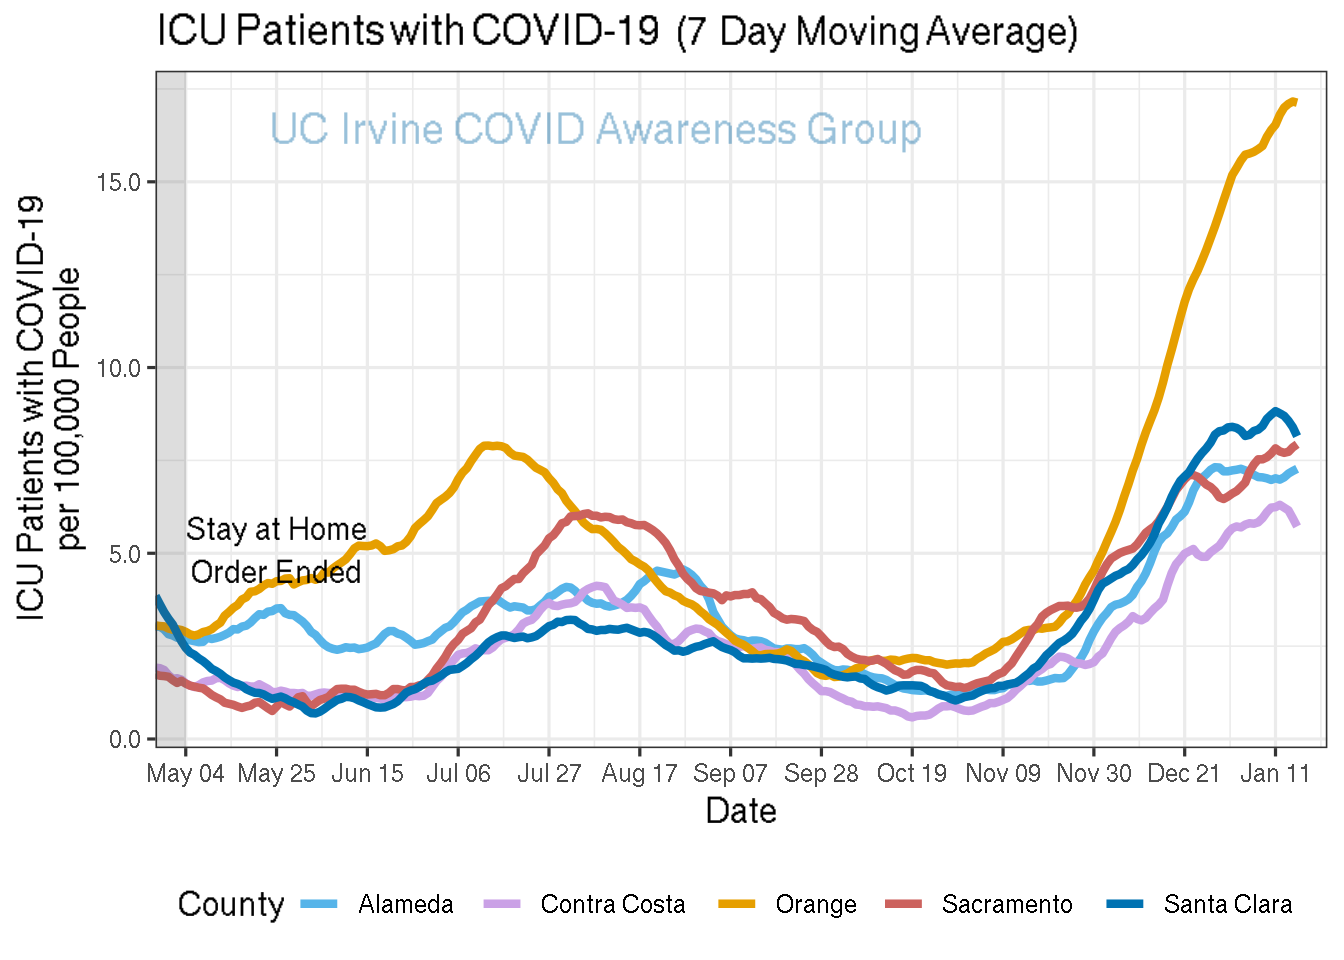 ICU Patients with COVID-19 (7 Day Moving Average)
UC Irvine COVID Awareness Group
ICU Patients with COVID-19
per 100,000 People
15.0
10.0
5.0
0.0
Stay at Home
Order Ended
May 04 May 25 Jun 15 Jul 06 Jul 27 Aug 17 Sep 07 Sep 28 Oct 19 Nov 09 Nov 30 Dec 21 Jan 11
Date
County Alameda Contra Costa Orange Sacramento Santa Clara